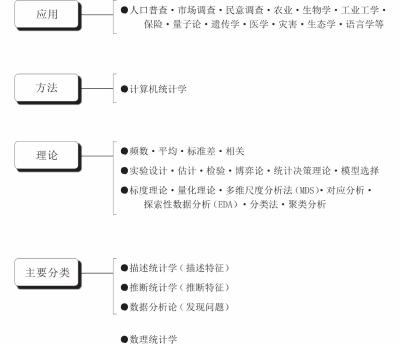 应用
●人口普查·市场调查·民意调查·农业·生物学·工业工学·
保险·量子论·遗传学·医学·灾害·生态学·语言学等
方法
●计算机统计学
理论
●频数·平均·标准差·相关
●实验设计·估计·检验·博弈论·统计决策理论·模型选择
●标度理论·量化理论·多维尺度分析法(MDS)·对应分析·
探索性数据分析(EDA)·分类法·聚类分析
主要分类
●描述统计学(描述特征)
●推断统计学(推断特征)
●数据分析论(发现问题)
●数理统计学